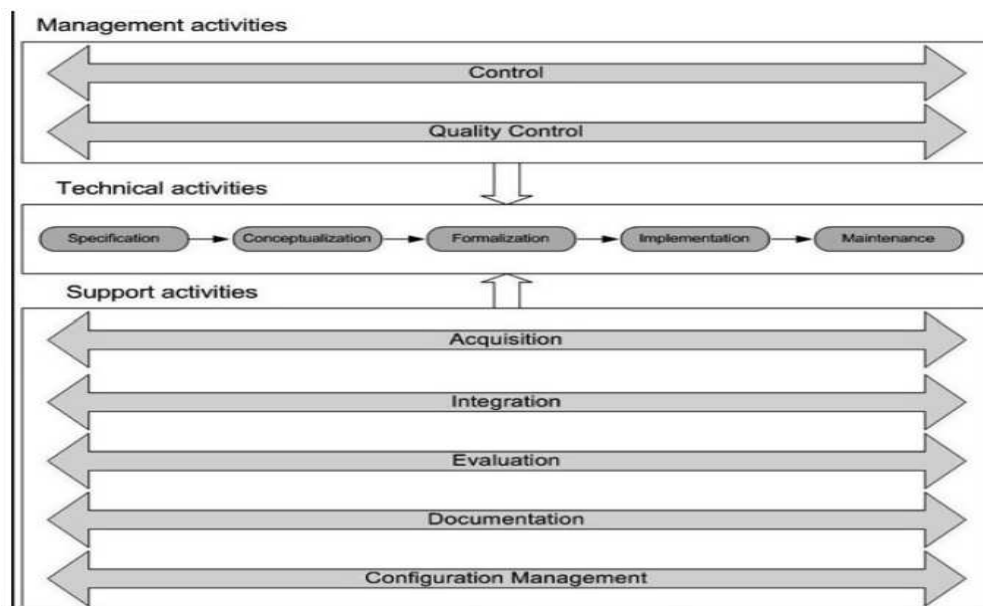 Management activities
Control
Quality Control
Technical activities
Specification Conceptualization Formalization Implementation Maintenance
Support activities
Acquisition
Integration
Evaluation
Documentation
Configuration Management